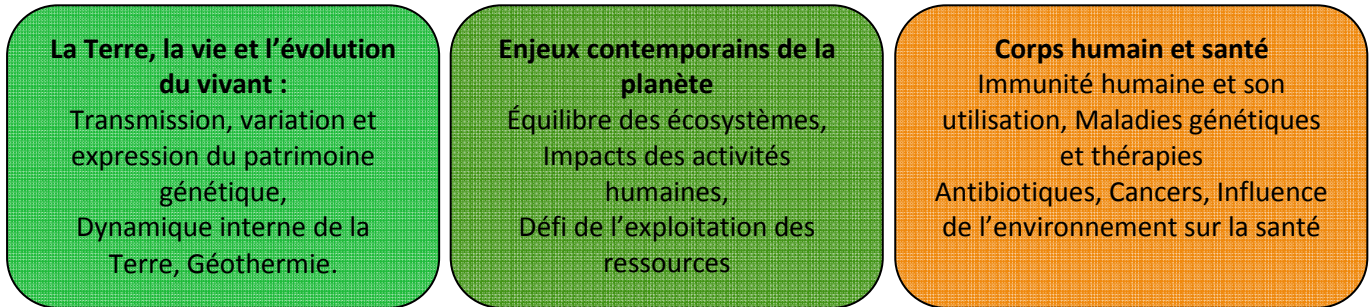 La Terre, la vie et l’évolution
du vivant :
Transmission, variation et
expression du patrimoine
génétique,
Dynamique interne de la
Terre, Géothermie.
Enjeux contemporains de la
planète
Équilibre des écosystèmes,
Impacts des activités
humaines,
Défi de l’exploitation des
ressources
Corps humain et santé
Immunité humaine et son
utilisation, Maladies génétiques
et thérapies
Antibiotiques, Cancers, Influence
de l’environnement sur la santé